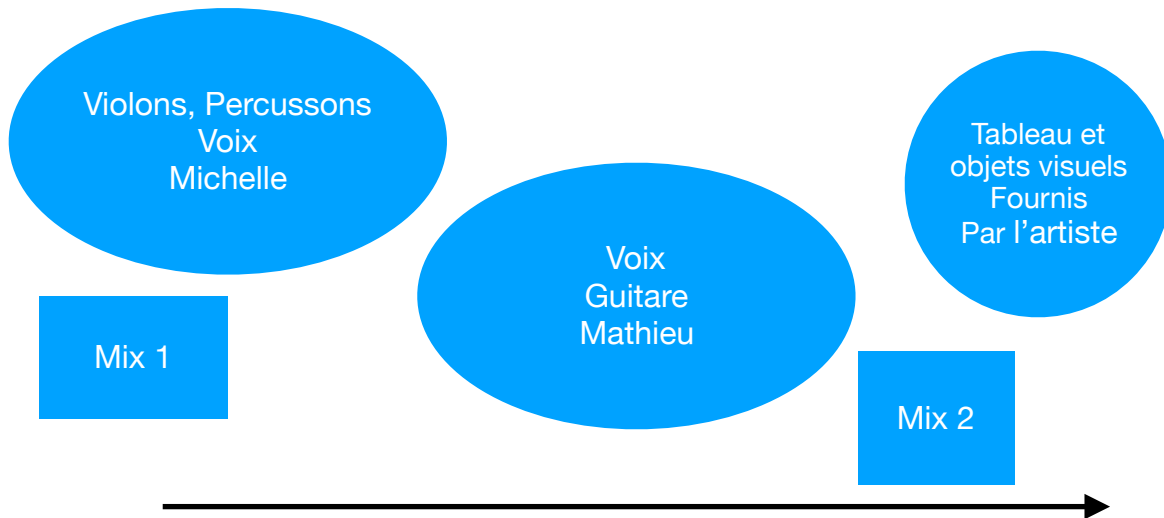 Violons, Percussons
Voix
Michelle
Tableau et
objets visuels
Fournis
Par l'artiste
Voix
Guitare
Mathieu
Mix 1
Mix 2